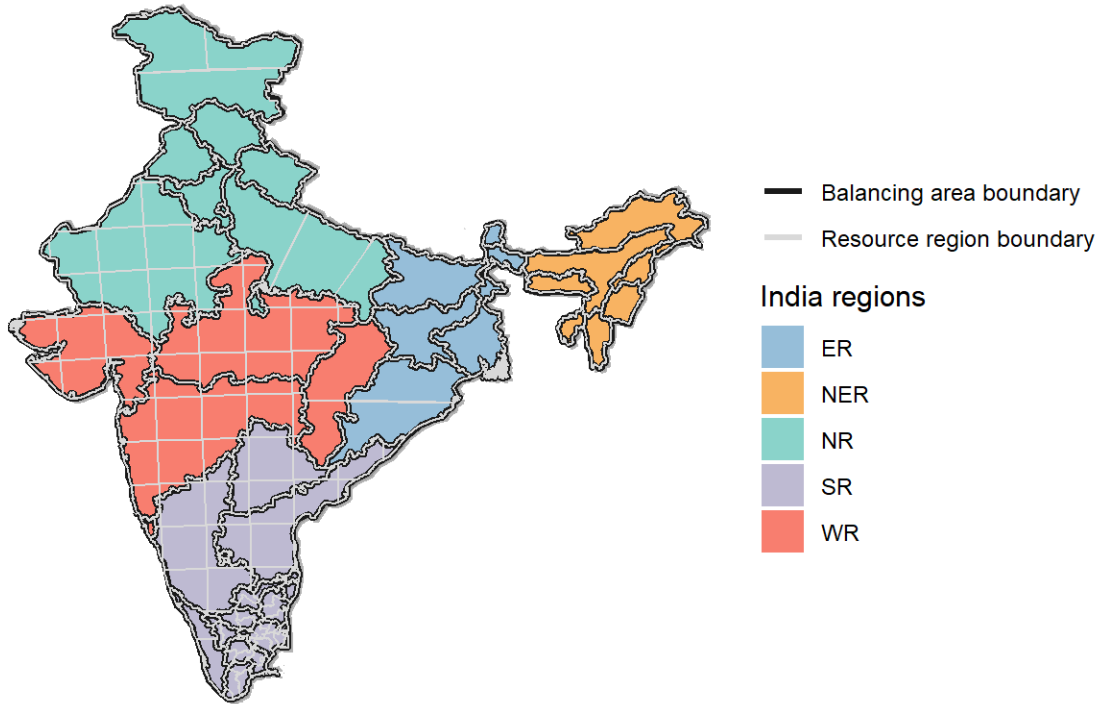 Balancing area boundary
Resource region boundary
India regions
ER
NER
NR
SR
WR